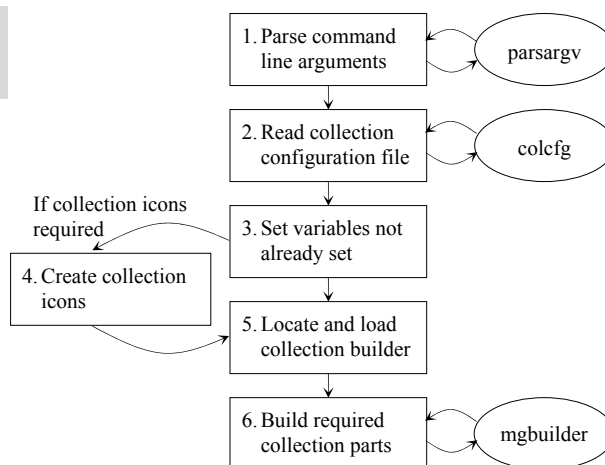 1. Parse command
line arguments
parsargv
2. Read collection
configuration file
colcfg
If collection icons
required
3. Set variables not
already set
4. Create collection
icons
5. Locate and load
collection builder
6. Build required
collection parts
mgbuilder